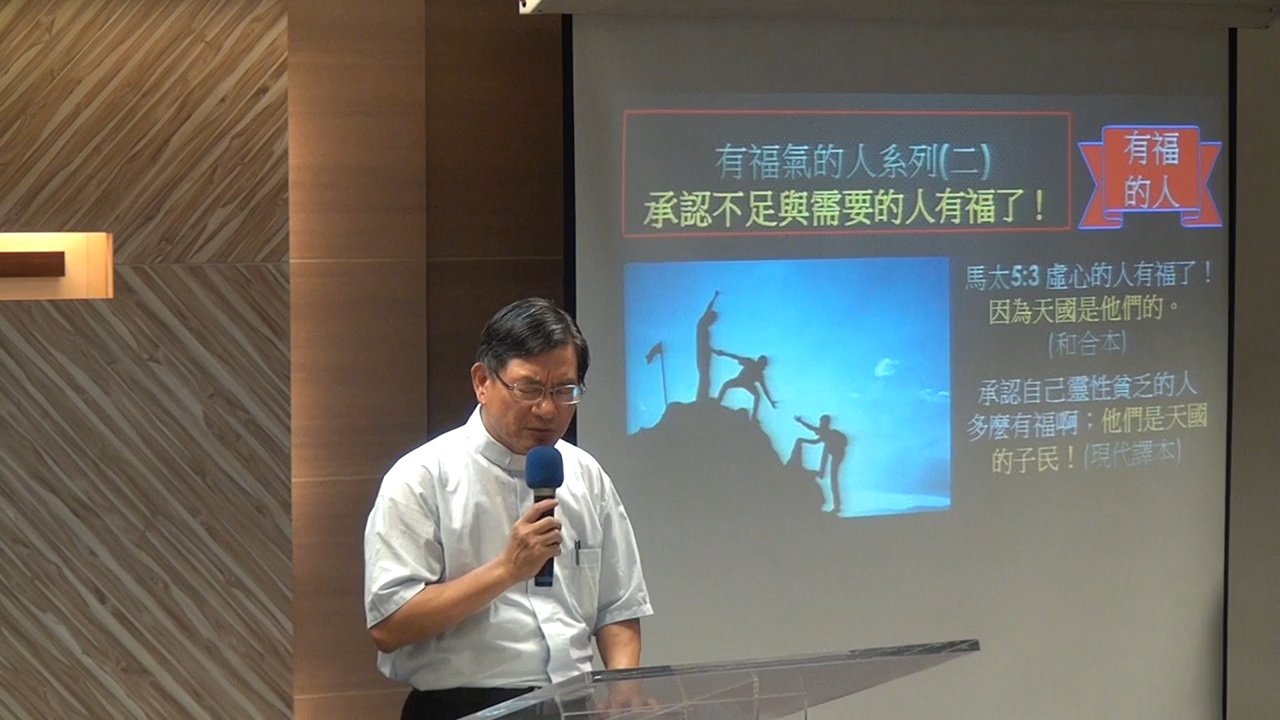 有福氣的人系列(二)
承認不足與需要的人有福了！
有福
的人
馬太5:3 虛心的人有福了！
因為天國是他們的。
(和合本)
承認自己靈性貧乏的人
多麼有福啊；他們是天國
的子民！(現代譯本)